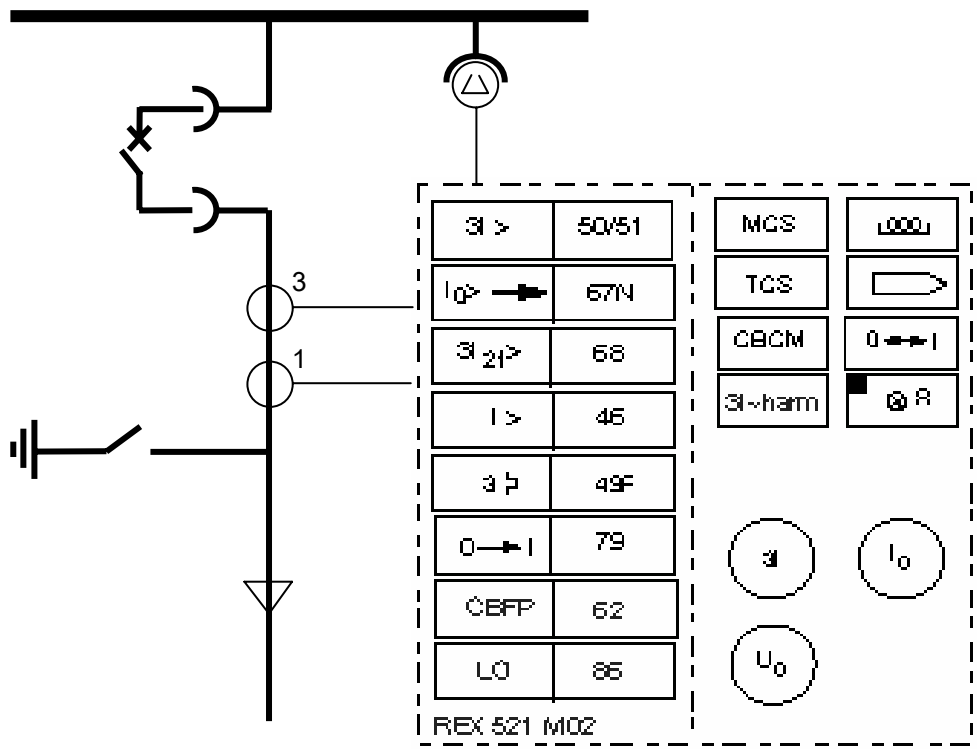 3I > 50/51
I0> 67N
3I2f> 68
I > 46
3I 49F
0 I 79
CBFP 62
LO 86
REX 521 M02
MCS
TCS
CBCM 0 I
3I~harm
3I I0
U0
3
1